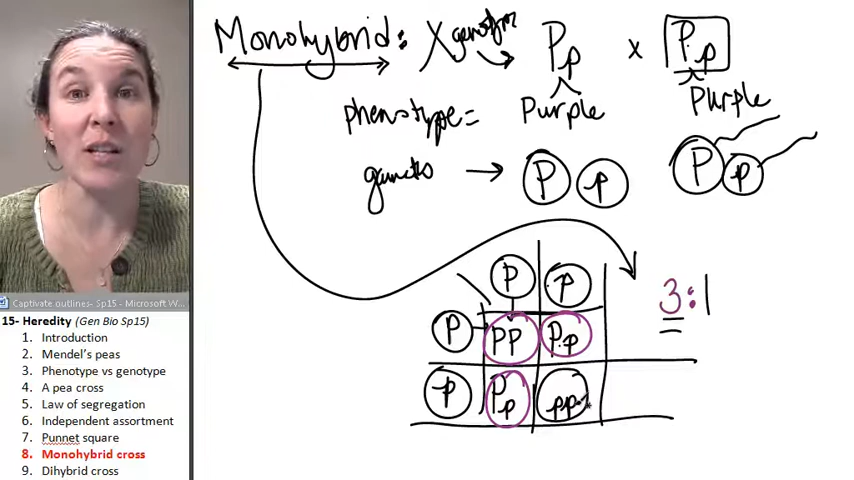 Monohybrid: X genotype Pp x Pp
phenotype = Purple Purple
gametes → P p P p
P p
P PP Pp
p Pp pp
3:1
Captivate outlines- Sp15 - Microsoft W...
15- Heredity (Gen Bio Sp15)
1. Introduction
2. Mendel's peas
3. Phenotype vs genotype
4. A pea cross
5. Law of segregation
6. Independent assortment
7. Punnet square
8. Monohybrid cross
9. Dihybrid cross